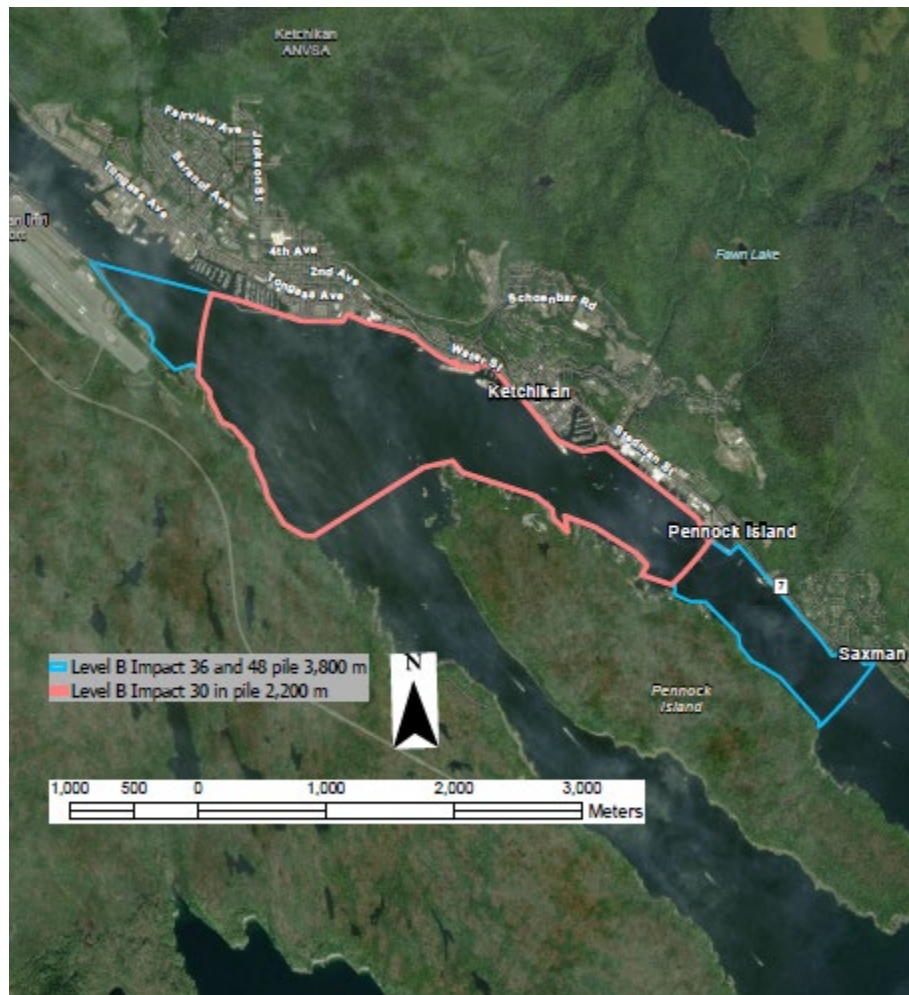 Ketchikan
ANVSA
Fairview Ave
Jackson St
Baranof Ave
Tongass Ave
4th Ave
2nd Ave
Tongass Ave
Fawn Lake
Schoenbar Rd
Water St
Ketchikan
Stedman St
Pennock Island
7
Saxman
Level B Impact 36 and 48 pile 3,800 m
Level B Impact 30 in pile 2,200 m
N
Pennock
Island
1,000 500 0 1,000 2,000 3,000
Meters